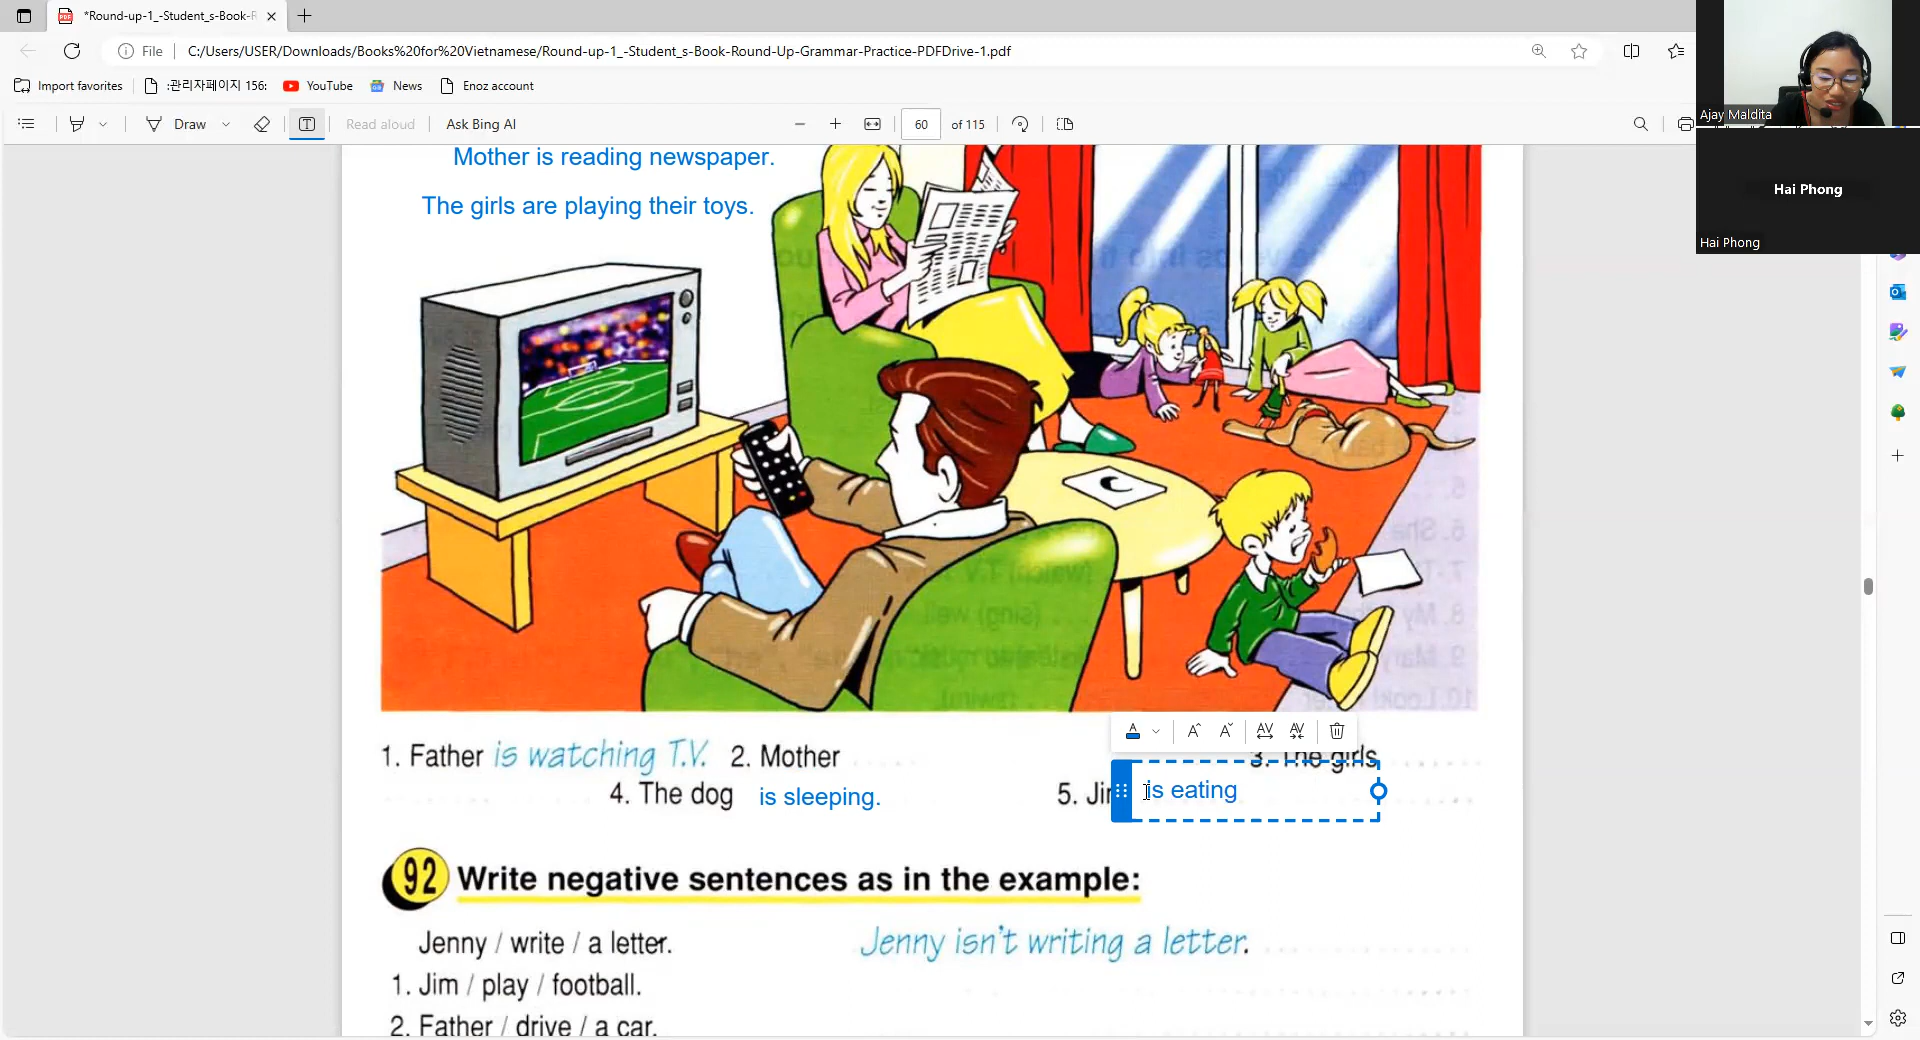 *Round-up-1_-Student_s-Book-R
File
C:/Users/USER/Downloads/Books%20for%20Vietnamese/Round-up-1_-Student_s-Book-Round-Up-Grammar-Practice-PDFDrive-1.pdf
Import favorites
:관리자페이지 156:
YouTube
News
Enoz account
Draw
Read aloud
Ask Bing AI
60
of 115
Ajay Maldita
Hai Phong
Hai Phong
Mother is reading newspaper.
The girls are playing their toys.
1. Father is watching T.V. 2. Mother
3. The girls
4. The dog is sleeping.
5. is eating
92 Write negative sentences as in the example:
Jenny / write / a letter. Jenny isn't writing a letter.
1. Jim / play / football.
2. Father / drive / a car.